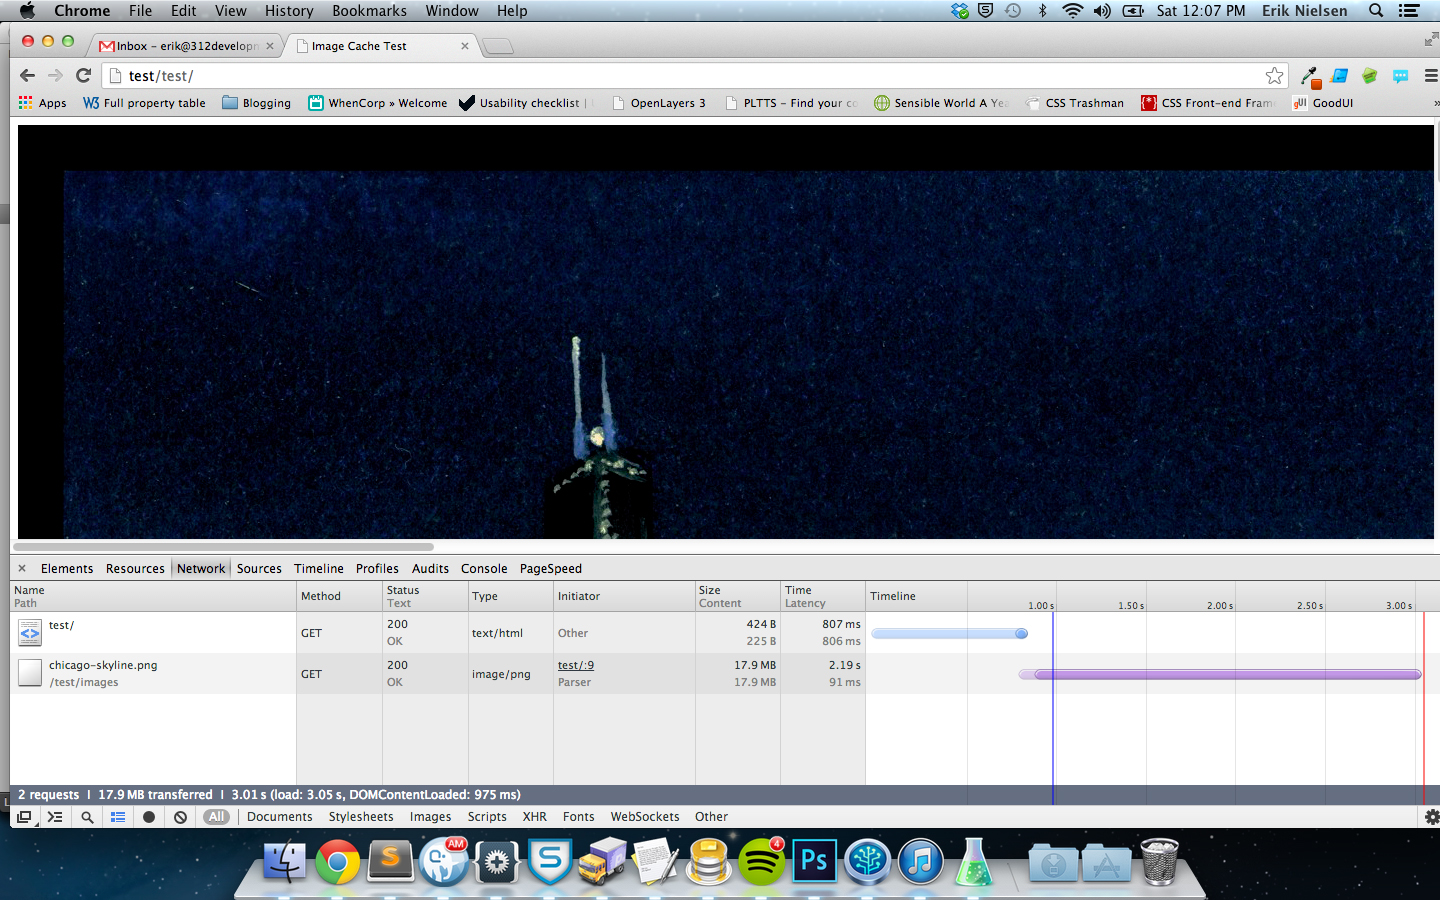 Chrome File Edit View History Bookmarks Window Help Sat 12:07 PM Erik Nielsen
Inbox – erik@312developm Image Cache Test
test/test/
Apps W3 Full property table Blogging WhenCorp » Welcome Usability checklist | OpenLayers 3 PLTTS – Find your co Sensible World A Yea CSS Trashman CSS Front-end Frame gUI GoodUI »
× Elements Resources Network Sources Timeline Profiles Audits Console PageSpeed
Name Method Status Type Initiator Size Time Timeline
Path Text Content Latency 1.00 s 1.50 s 2.00 s 2.50 s 3.00 s
test/ GET 200 text/html Other 424 B 807 ms
OK 225 B 806 ms
chicago-skyline.png GET 200 image/png test/:9 17.9 MB 2.19 s
/test/images OK Parser 17.9 MB 91 ms
2 requests | 17.9 MB transferred | 3.01 s (load: 3.05 s, DOMContentLoaded: 975 ms)
All Documents Stylesheets Images Scripts XHR Fonts WebSockets Other
S AM S 4 Ps